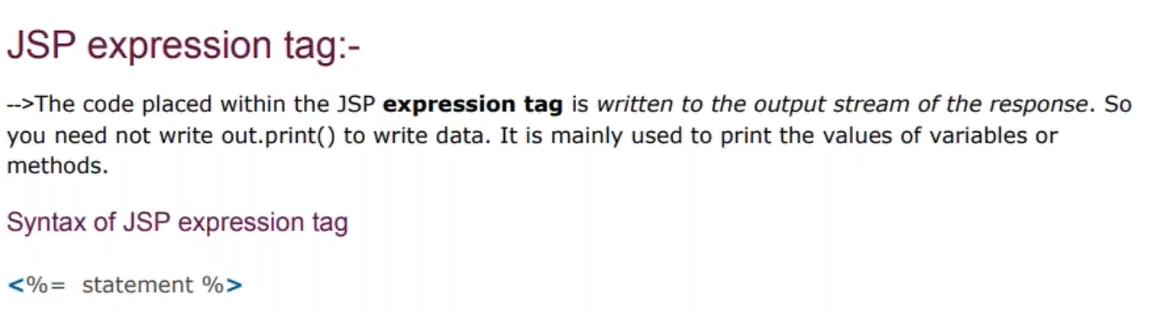 JSP expression tag:-
-->The code placed within the JSP expression tag is written to the output stream of the response. So
you need not write out.print() to write data. It is mainly used to print the values of variables or
methods.
Syntax of JSP expression tag
<%=  statement %>